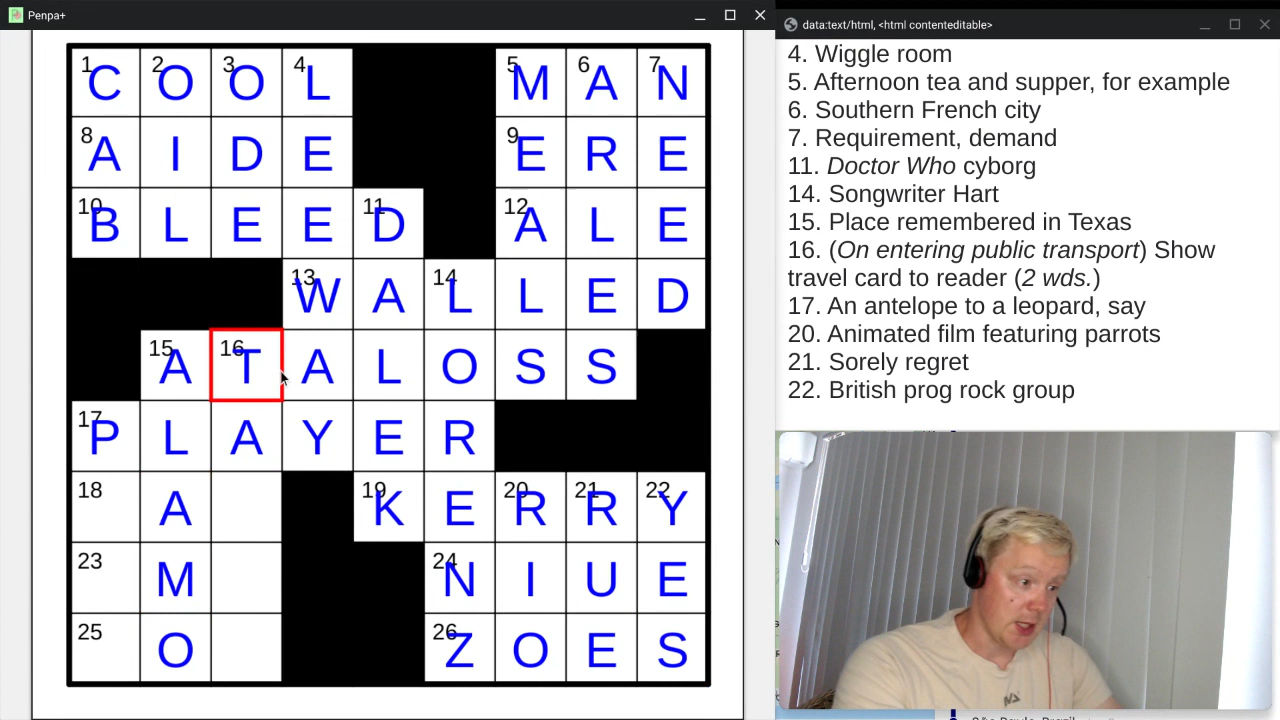 Penpa+
data:text/html, <html contenteditable>
1 C 2 O 3 O 4 L 5 M 6 A 7 N
8 A I D E 9 E R E
10 B L E E 11 D 12 A L E
13 W A 14 L L E D
15 A 16 T A L O S S
17 P L A Y E R
18 A 19 K E 20 R 21 R 22 Y
23 M 24 N I U E
25 O 26 Z O E S
4. Wiggle room
5. Afternoon tea and supper, for example
6. Southern French city
7. Requirement, demand
11. Doctor Who cyborg
14. Songwriter Hart
15. Place remembered in Texas
16. (On entering public transport) Show
travel card to reader (2 wds.)
17. An antelope to a leopard, say
20. Animated film featuring parrots
21. Sorely regret
22. British prog rock group